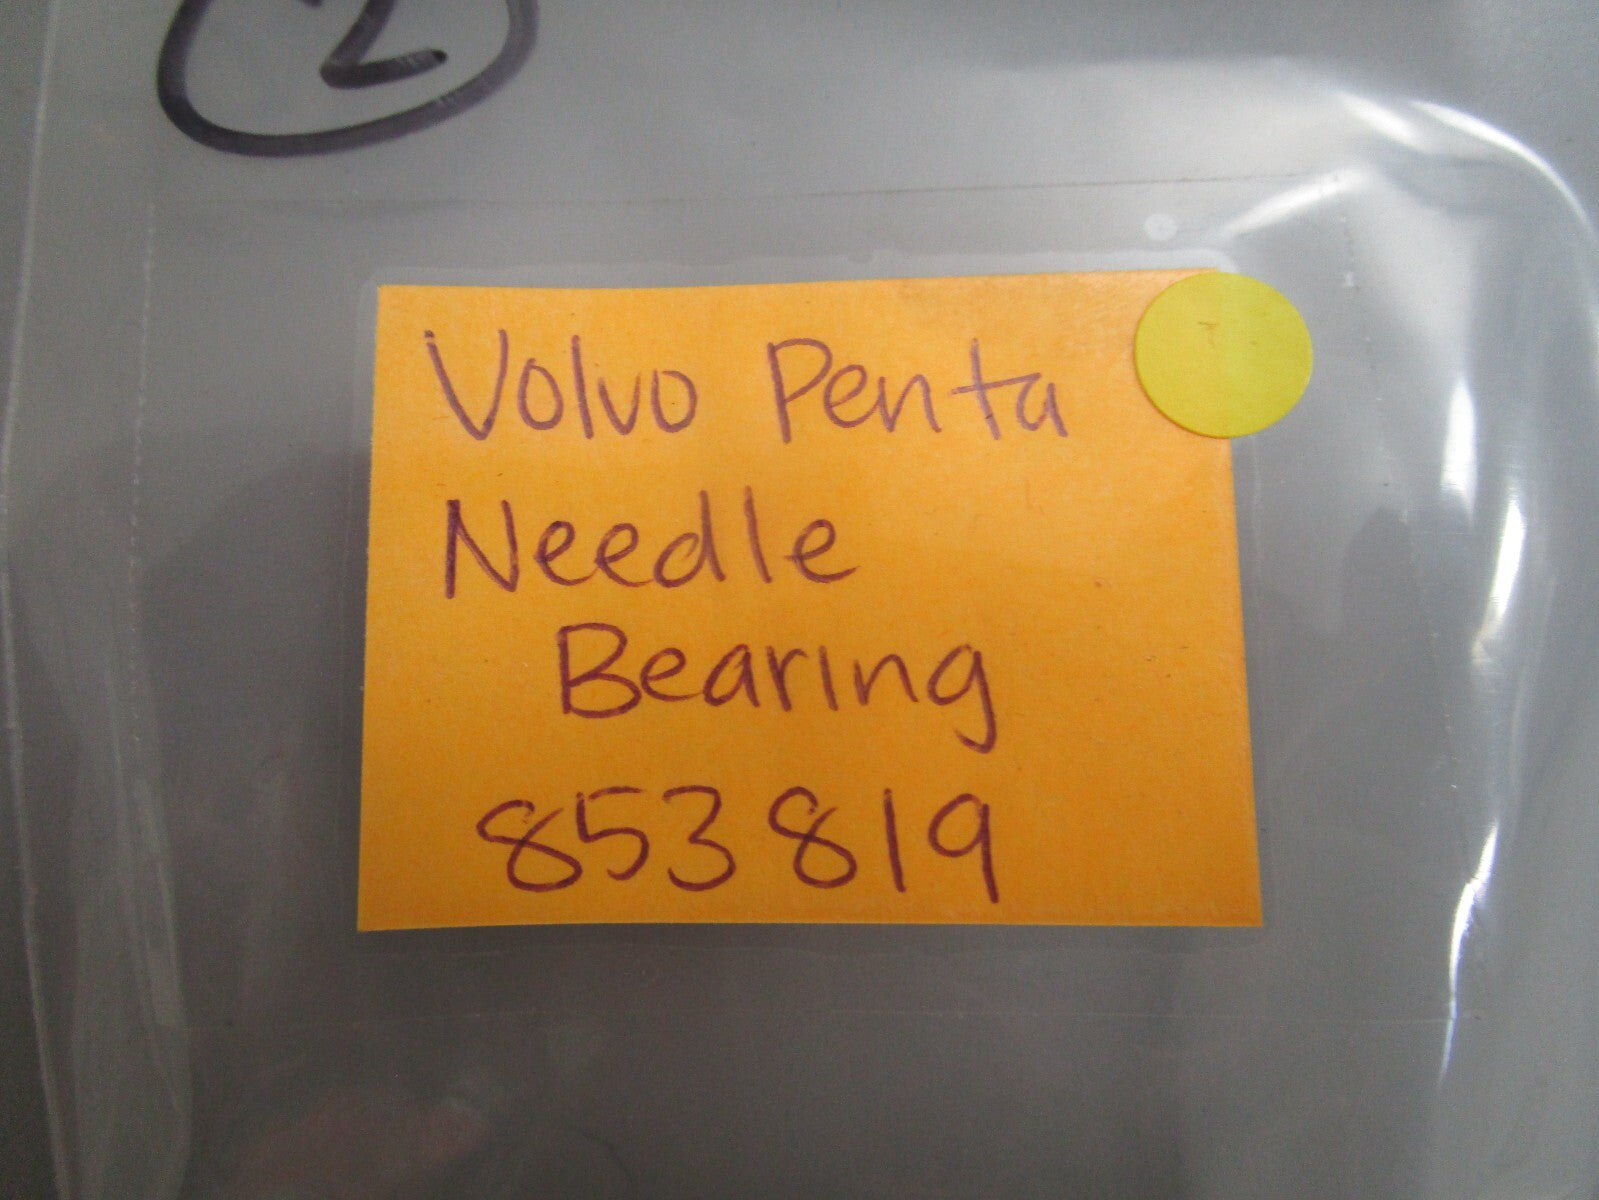 2
Volvo Penta
Needle
Bearing
853819